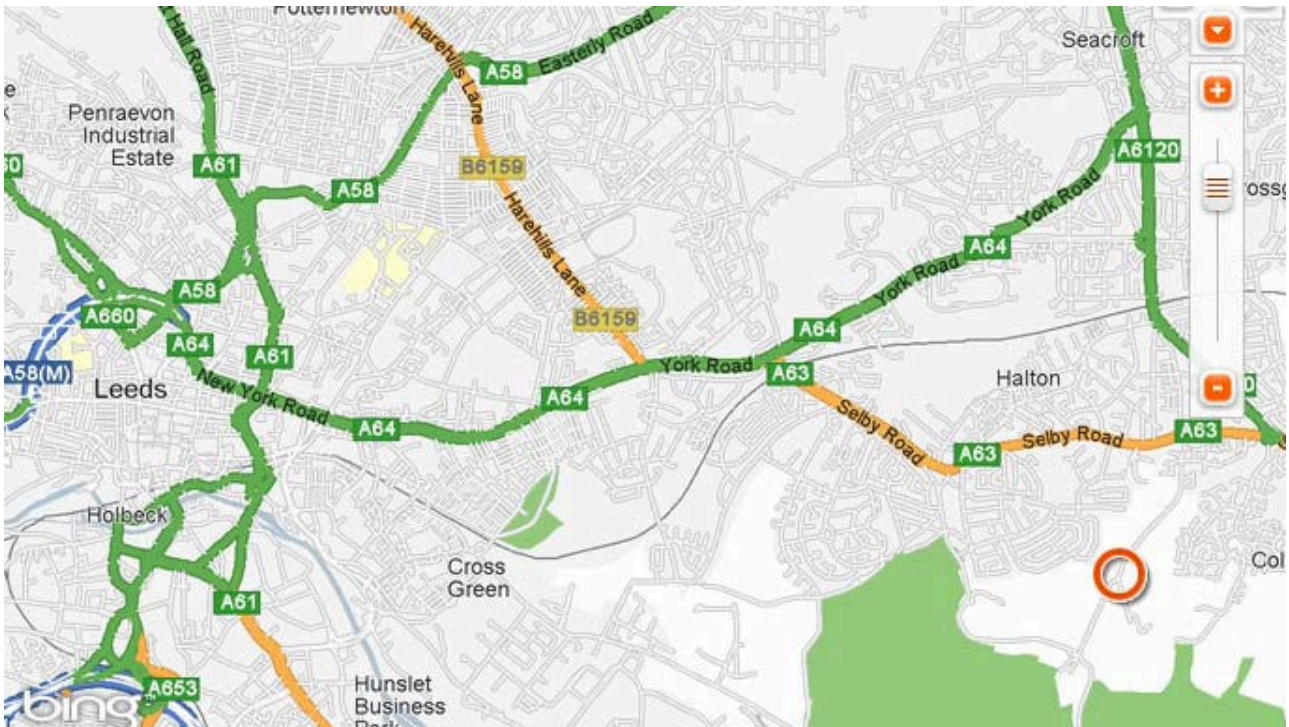 Potternewton
Hall Road
Harehills Lane
A58
Easterly Road
Seacroft
Penraevon
Industrial
Estate
A61
B6159
A58
A6120
York Road
Harehills Lane
A64
York Road
A58
A660
B6159
A64
A64
A61
York Road
A63
A58(M)
Leeds
New York Road
A64
A64
Halton
Selby Road
A63
Selby Road
A63
Holbeck
Cross
Green
Col
A61
Hunslet
Business
Park
A653
bing